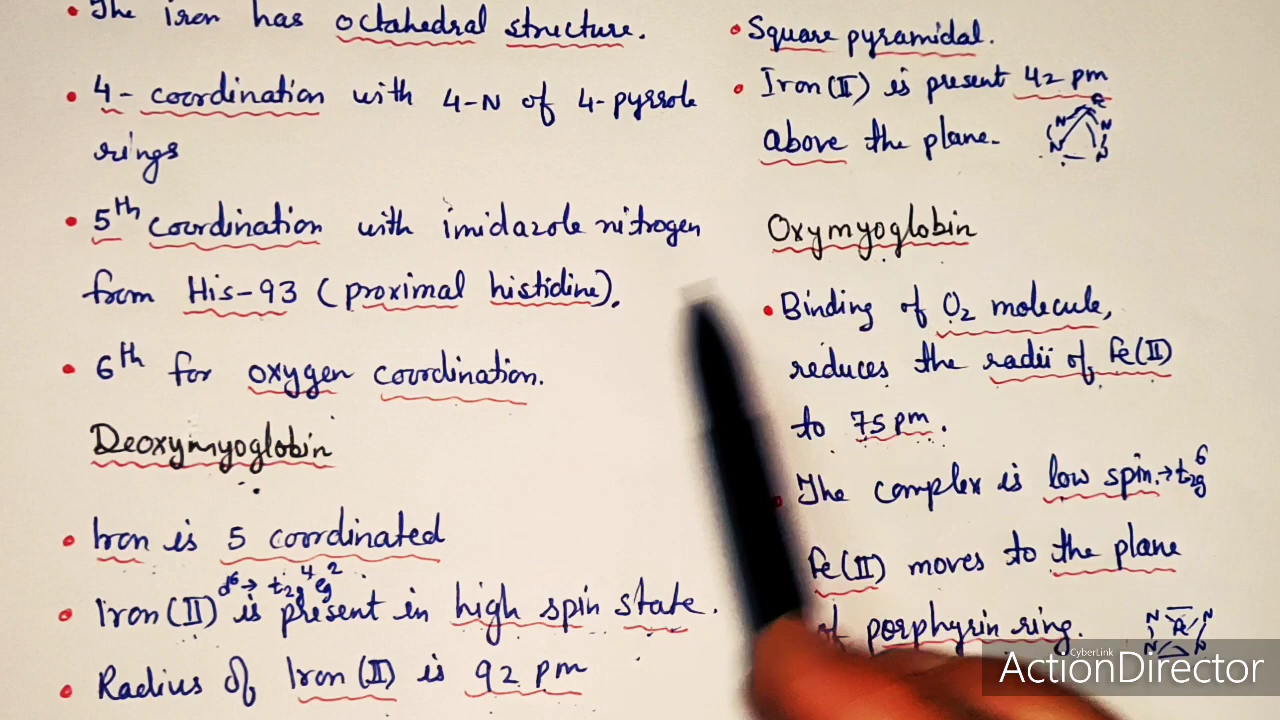 • The iron has octahedral structure.
• 4-coordination with 4-N of 4-pyrrole
rings
• 5th coordination with imidazole nitrogen
from His-93 (proximal histidine).
• 6th for oxygen coordination.
Deoxymyoglobin
• Iron is 5 coordinated
d⁶→ t₂g⁴ eg²
• Iron (II) is present in high spin state.
• Radius of Iron (II) is 92 pm
• Square pyramidal.
• Iron (II) is present 42 pm
above the plane.
Fe
N N
N N
Oxymyoglobin
• Binding of O₂ molecule,
reduces the radii of Fe(II)
to 75 pm.
• The complex is low spin.→t₂g⁶
Fe(II) moves to the plane
of porphyrin ring.
N N
Fe
N N
CyberLink
ActionDirector